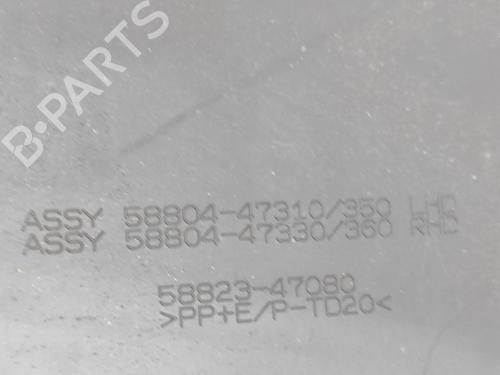 B-PARTS
ASSY 58804-47310/350 LHD
ASSY 58804-47330/360 RHD
58823-47080
>PP+E/P-TD20<